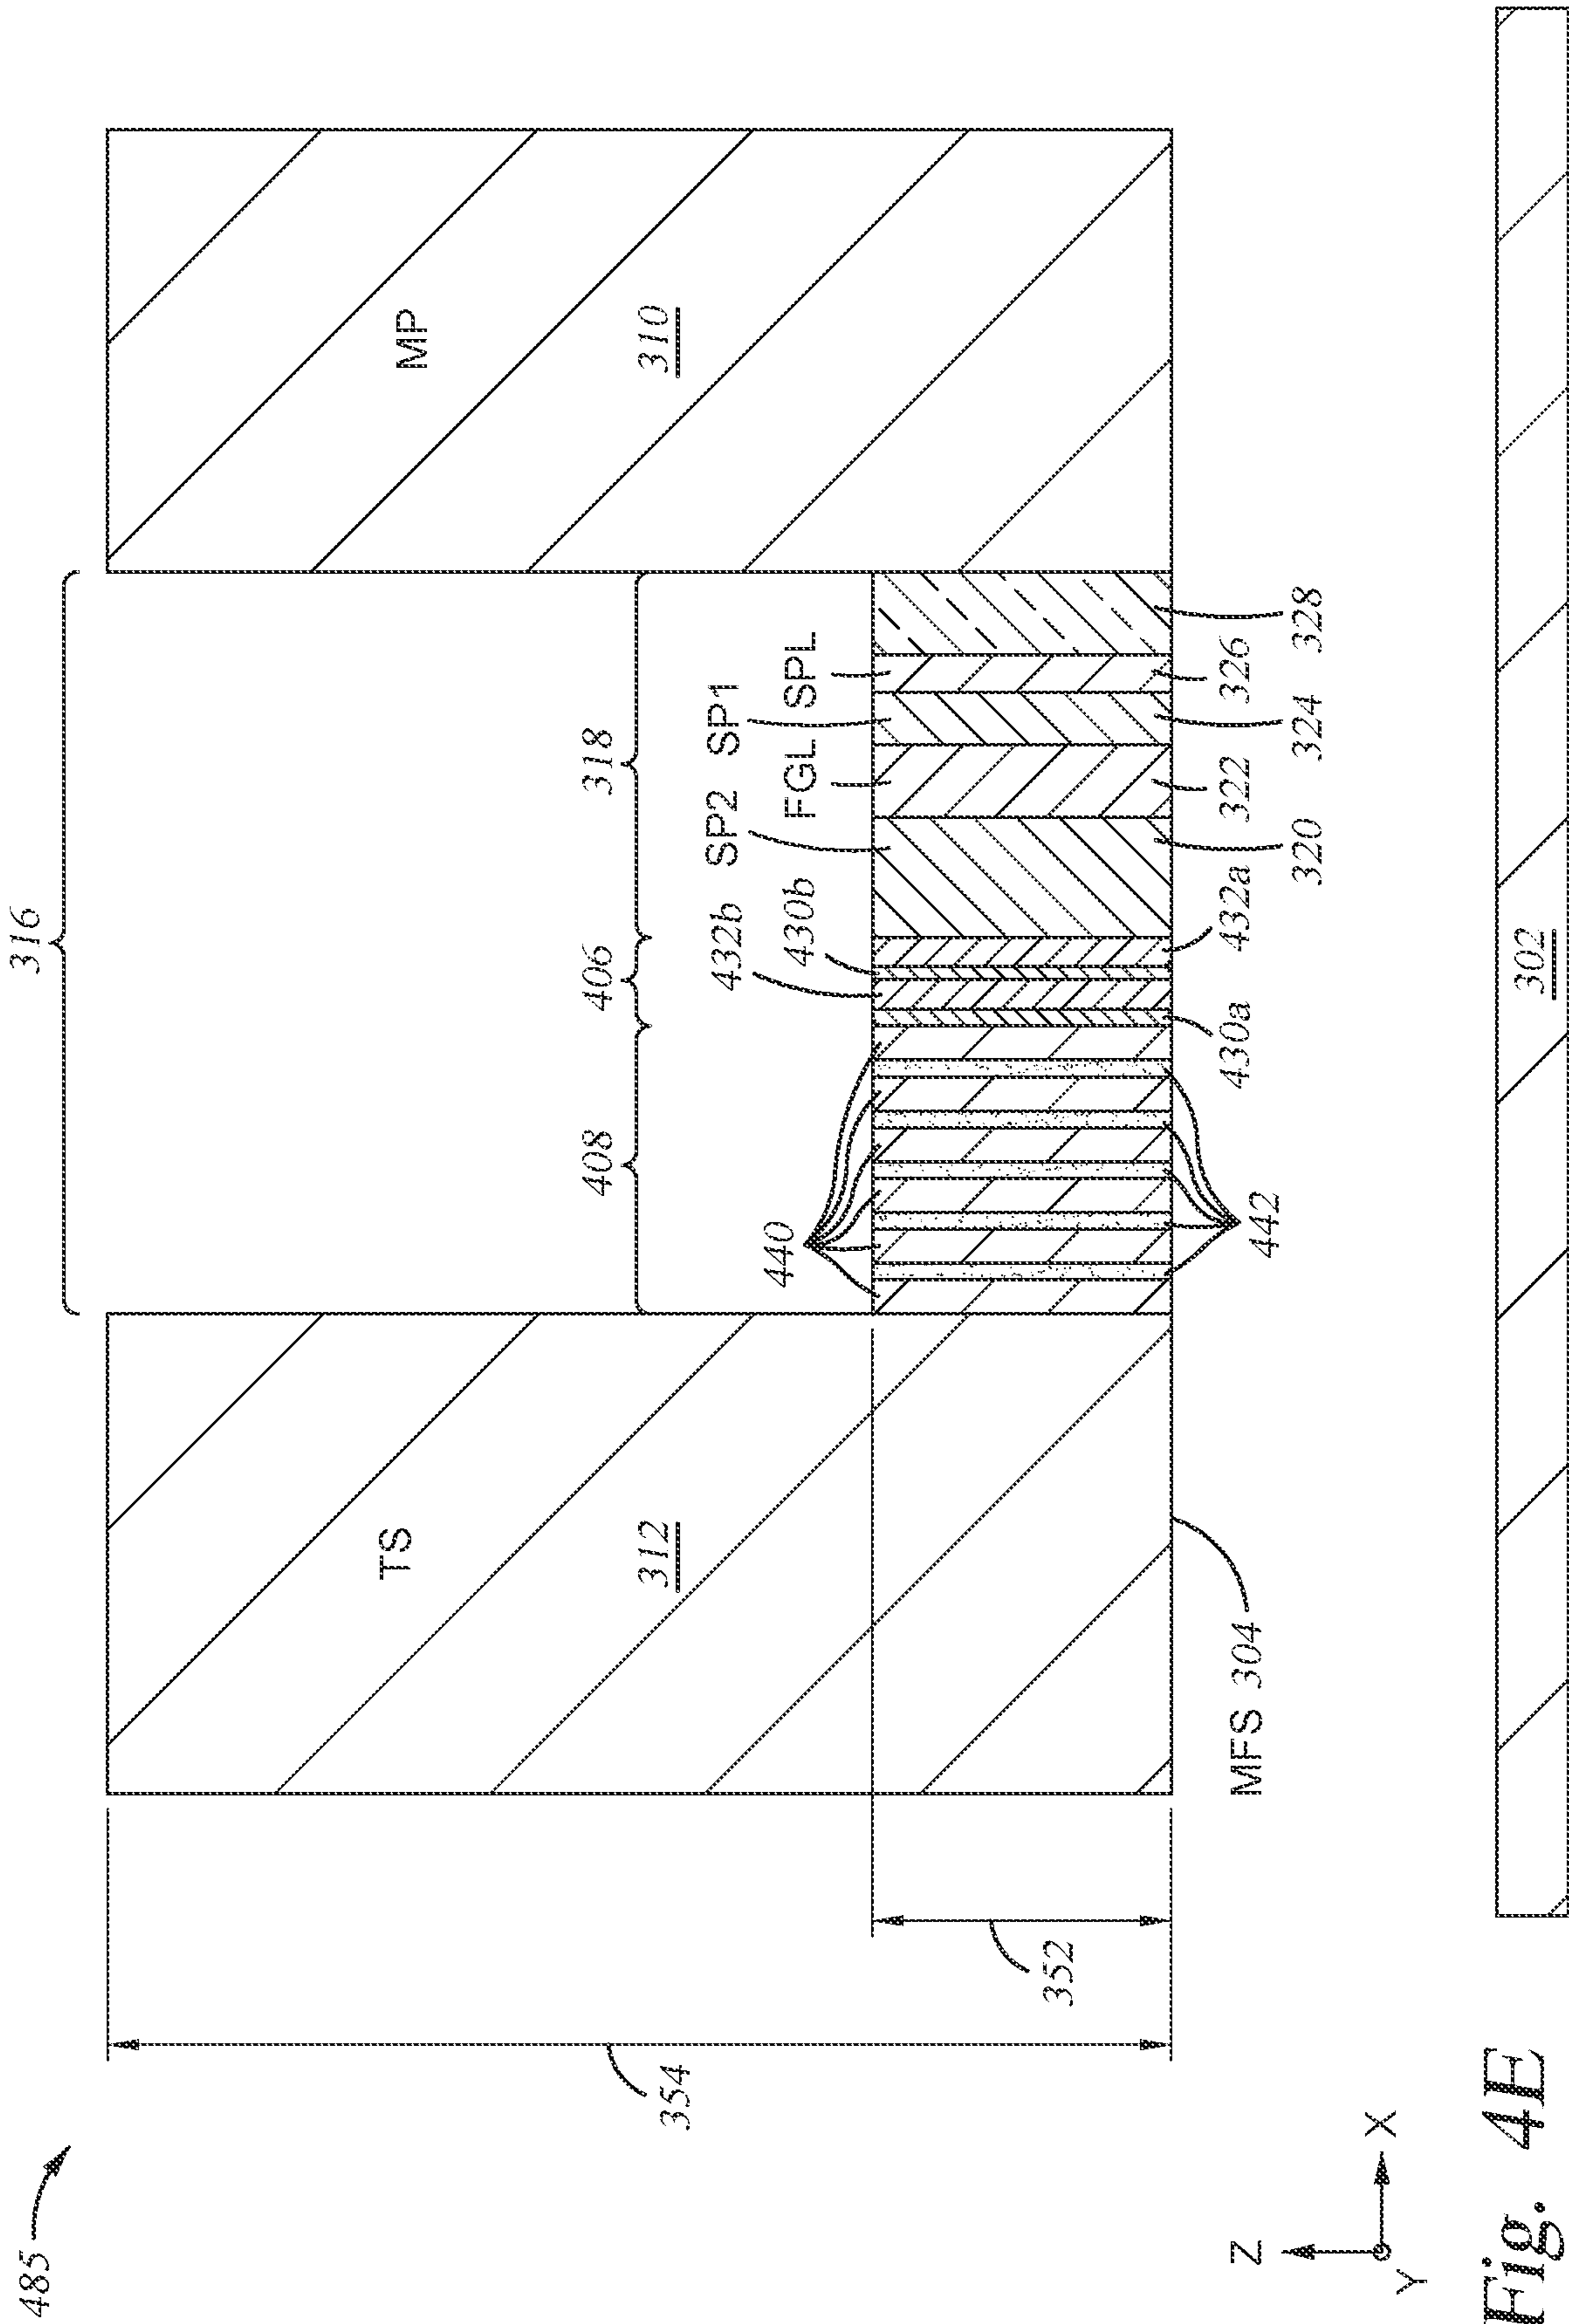 485
316
354
TS
312
MP
310
408
406
318
SP2
SP1
432b
430b
FGL
SPL
440
352
MFS 304
442
430a
432a
320
322
324
326
328
Z
X
Y
302
Fig. 4E